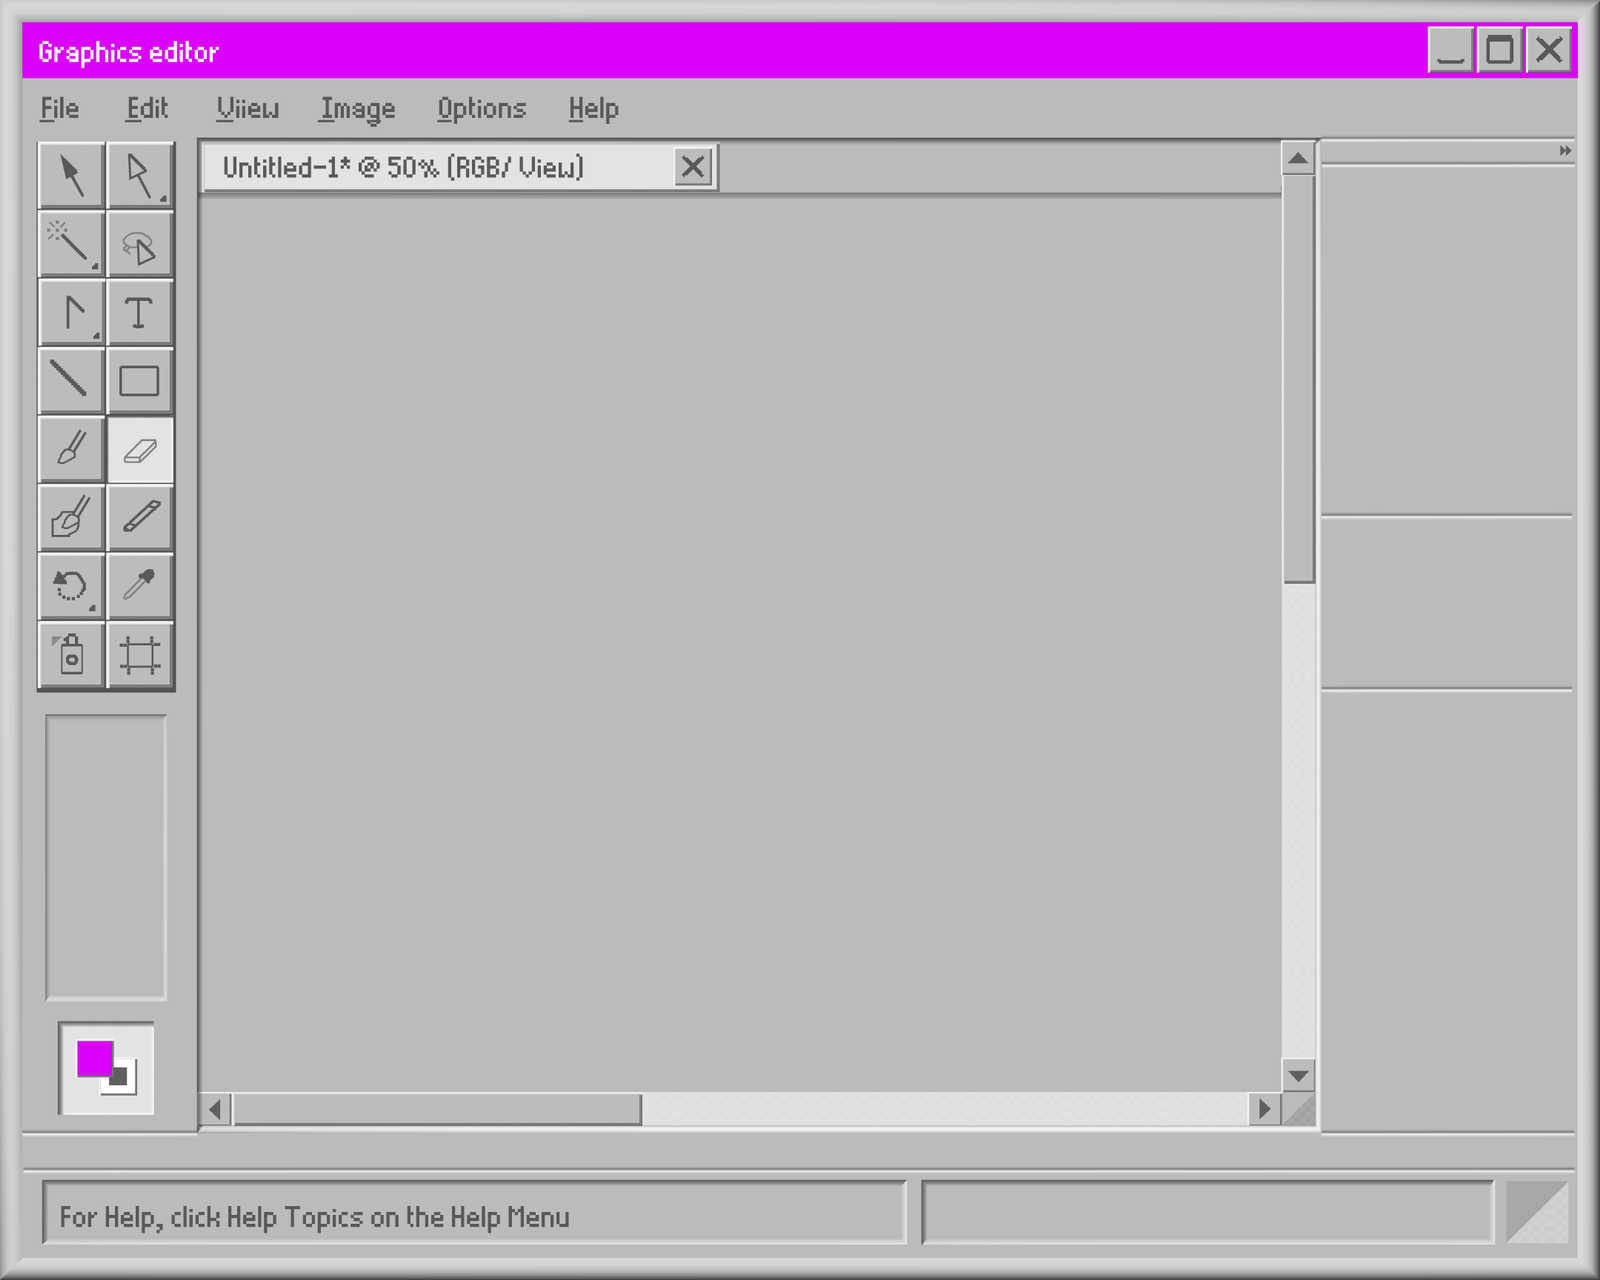 Graphics editor
File Edit Viiew Image Options Help
Untitled-1* @ 50% (RGB/ View)
T
For Help, click Help Topics on the Help Menu